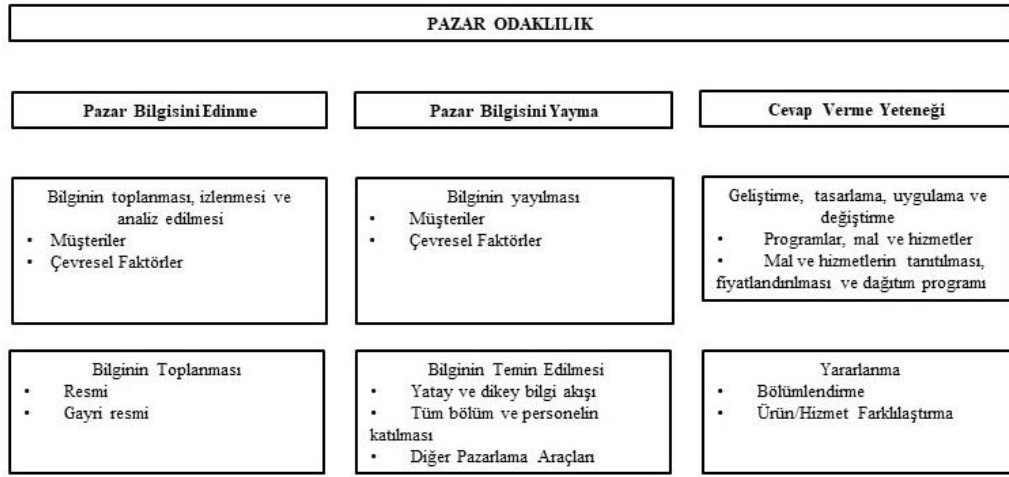 PAZAR ODAKLILIK
Pazar Bilgisini Edinme
Pazar Bilgisini Yayma
Cevap Verme Yeteneği
Bilginin toplanması, izlenmesi ve
analiz edilmesi
• Müşteriler
• Çevresel Faktörler
Bilginin yayılması
• Müşteriler
• Çevresel Faktörler
Geliştirme, tasarlama, uygulama ve
değiştirme
• Programlar, mal ve hizmetler
• Mal ve hizmetlerin tanıtılması,
fiyatlandırılması ve dağıtım programı
Bilginin Toplanması
• Resmi
• Gayri resmi
Bilginin Temin Edilmesi
• Yatay ve dikey bilgi akışı
• Tüm bölüm ve personelin
katılması
• Diğer Pazarlama Araçları
Yararlanma
• Bölümlendirme
• Ürün/Hizmet Farklılaştırma